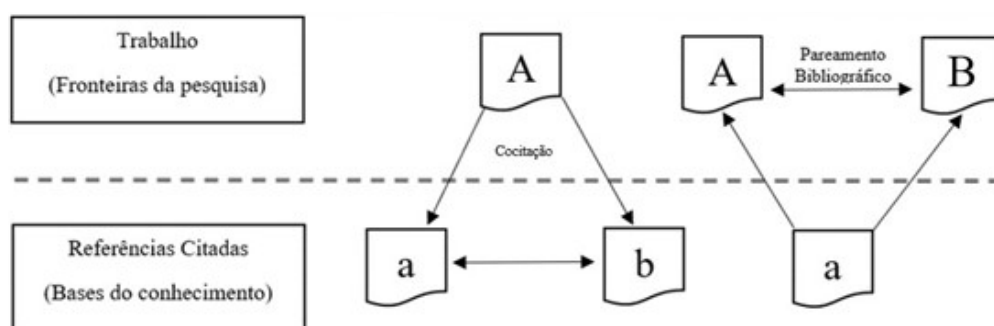 Trabalho
(Fronteiras da pesquisa)
A
Cocitação
A
Pareamento
Bibliográfico
B
Referências Citadas
(Bases do conhecimento)
a
b
a